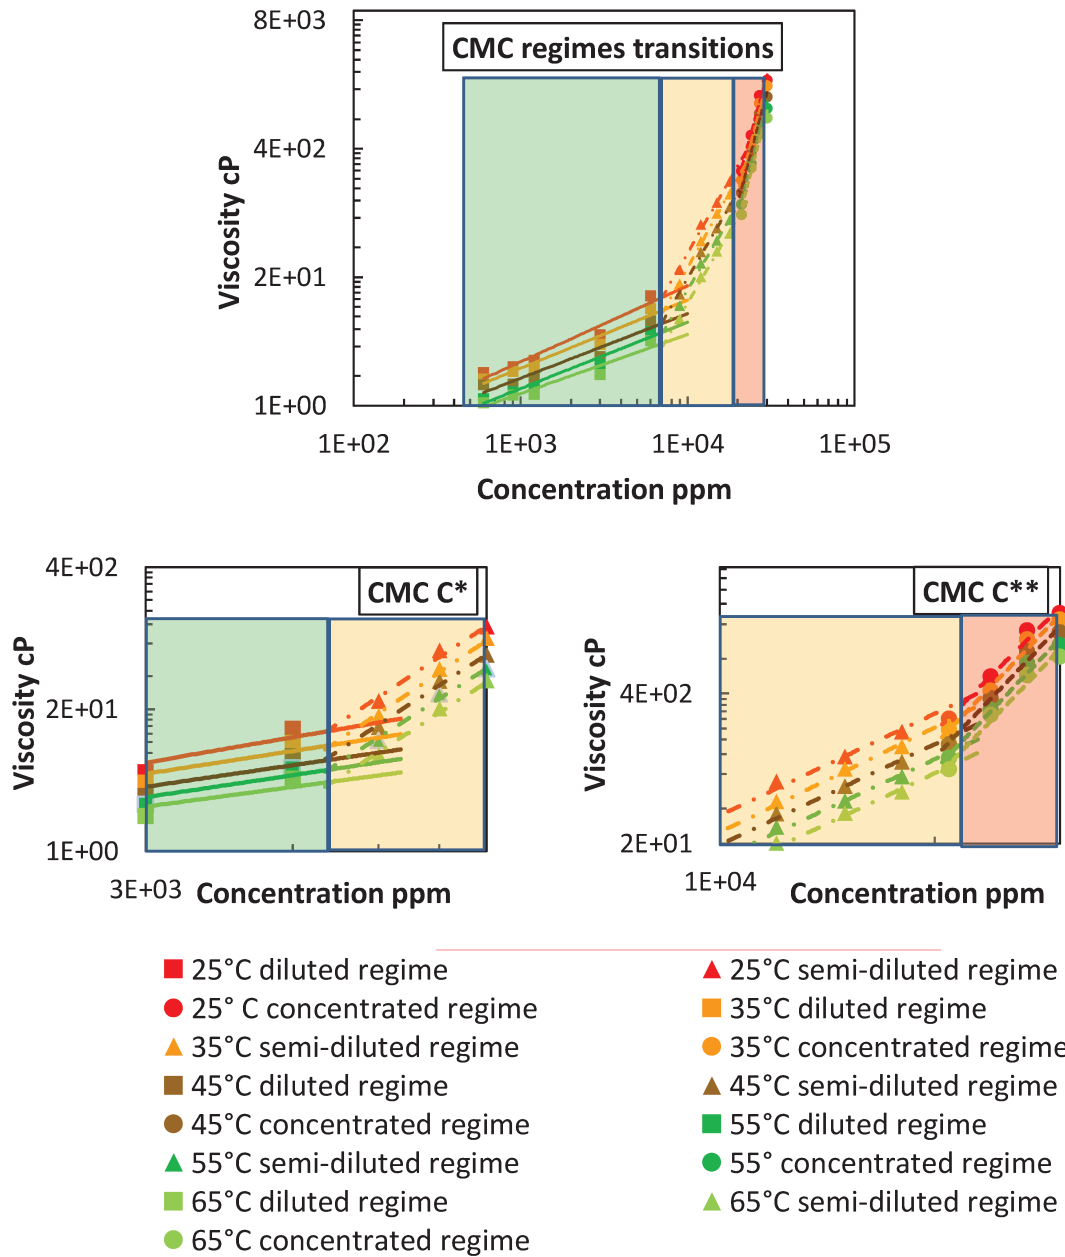 CMC regimes transitions
8E+03
4E+02
2E+01
1E+00
Viscosity cP
1E+02 1E+03 1E+04 1E+05
Concentration ppm
CMC C*
4E+02
2E+01
1E+00
Viscosity cP
3E+03
Concentration ppm
CMC C**
4E+02
2E+01
Viscosity cP
1E+04
Concentration ppm
25°C diluted regime
25°C semi-diluted regime
25° C concentrated regime
35°C diluted regime
35°C semi-diluted regime
35°C concentrated regime
45°C diluted regime
45°C semi-diluted regime
45°C concentrated regime
55°C diluted regime
55°C semi-diluted regime
55° concentrated regime
65°C diluted regime
65°C semi-diluted regime
65°C concentrated regime